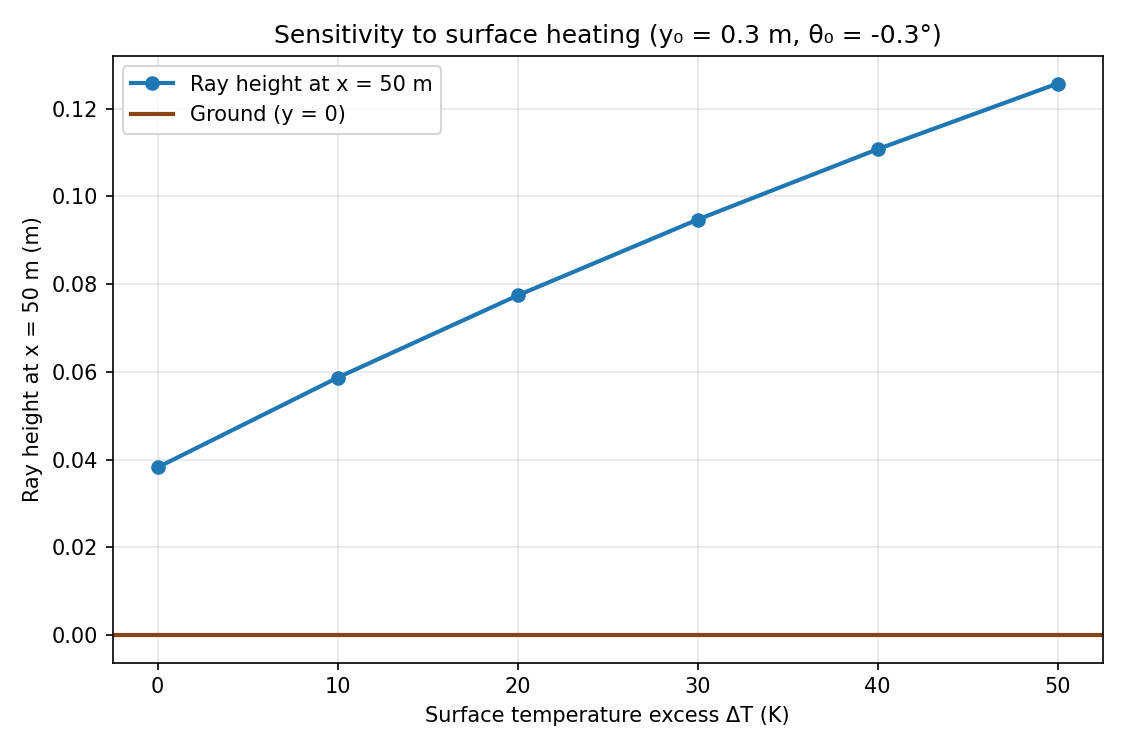 Sensitivity to surface heating (y₀ = 0.3 m, θ₀ = -0.3°)
Ray height at x = 50 m
Ground (y = 0)
Ray height at x = 50 m (m)
0.12
0.10
0.08
0.06
0.04
0.02
0.00
0 10 20 30 40 50
Surface temperature excess ΔT (K)